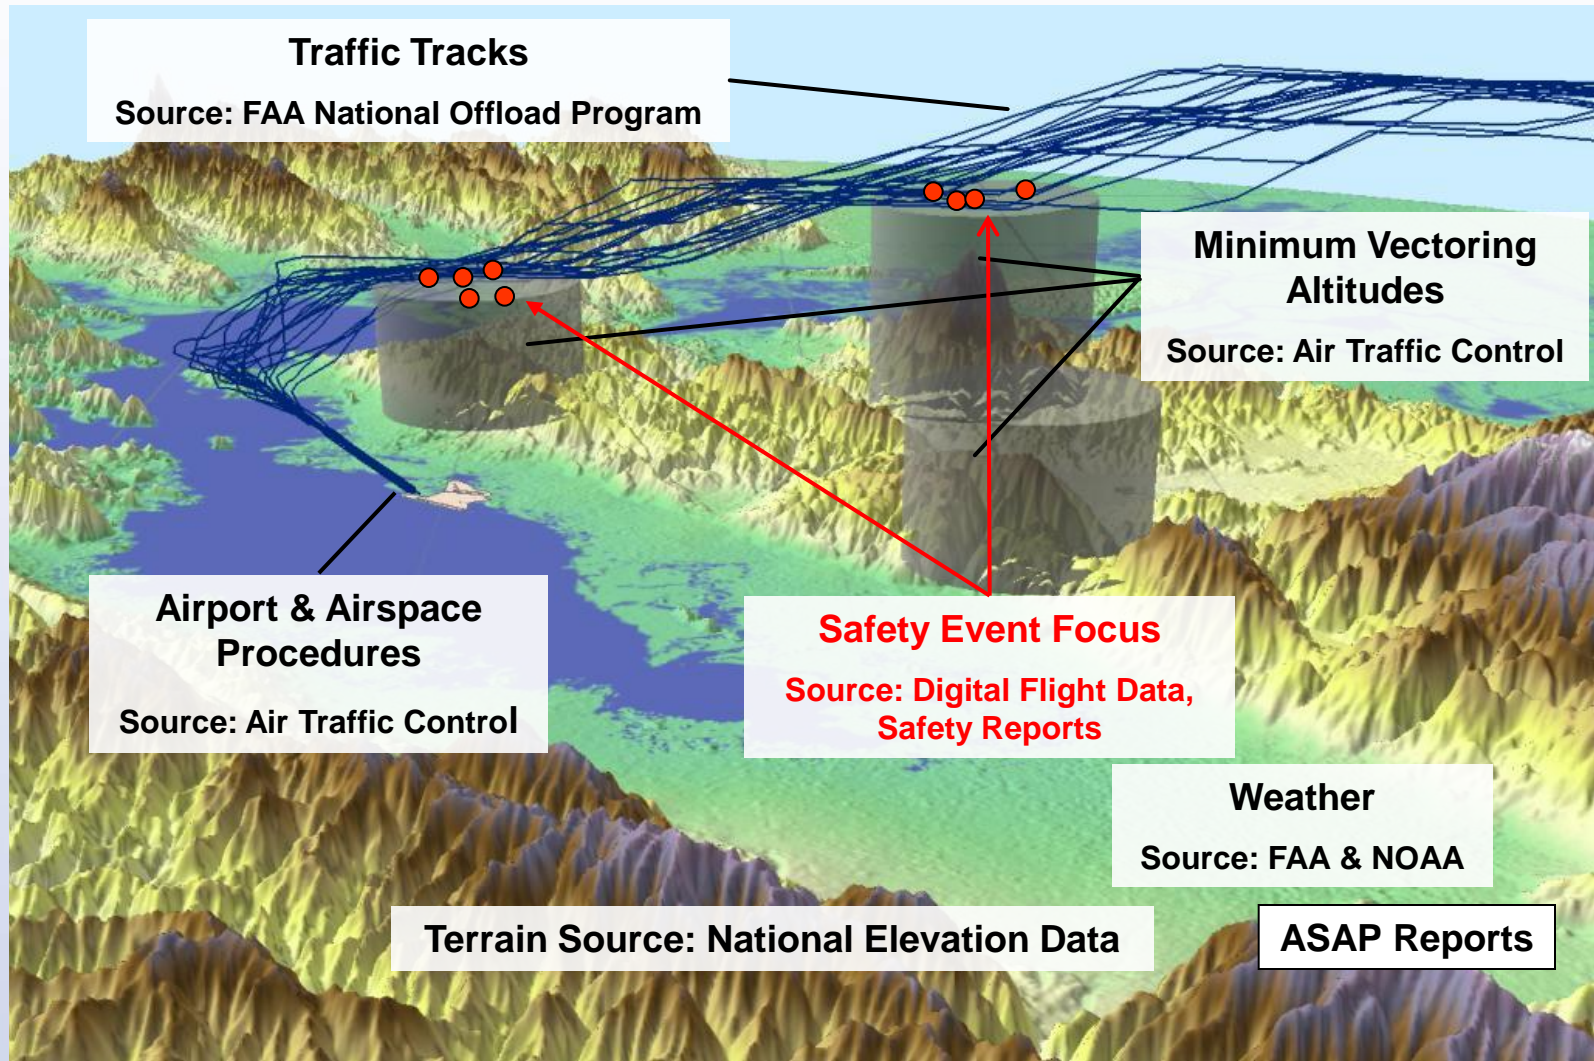 Traffic Tracks
Source: FAA National Offload Program
Minimum Vectoring
Altitudes
Source: Air Traffic Control
Airport & Airspace
Procedures
Source: Air Traffic Control
Safety Event Focus
Source: Digital Flight Data,
Safety Reports
Weather
Source: FAA & NOAA
Terrain Source: National Elevation Data
ASAP Reports